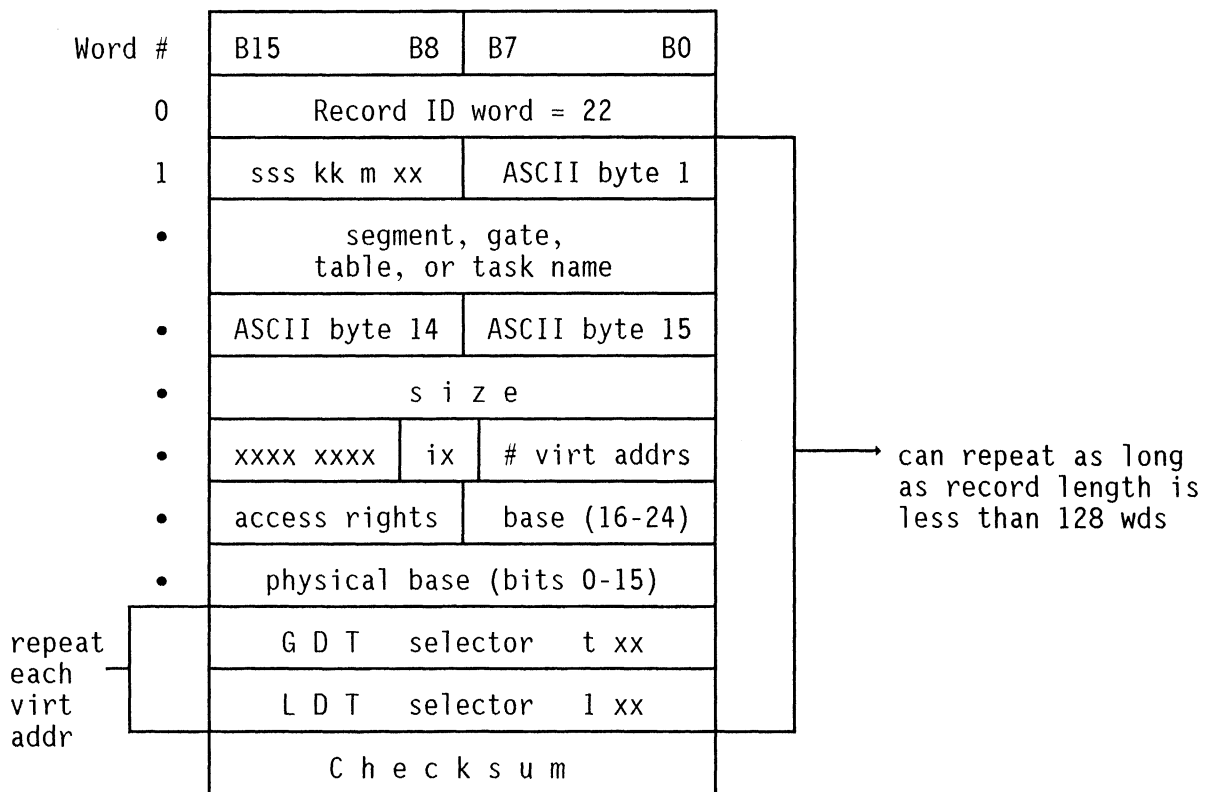 Word # B15 B8 B7 B0
0 Record ID word = 22
1 sss kk m xx ASCII byte 1
• segment, gate,
table, or task name
• ASCII byte 14 ASCII byte 15
• s i z e
• xxxx xxxx ix # virt addrs
• access rights base (16-24)
• physical base (bits 0-15)
G D T selector t xx
L D T selector l xx
C h e c k s u m
repeat
each
virt
addr
can repeat as long
as record length is
less than 128 wds